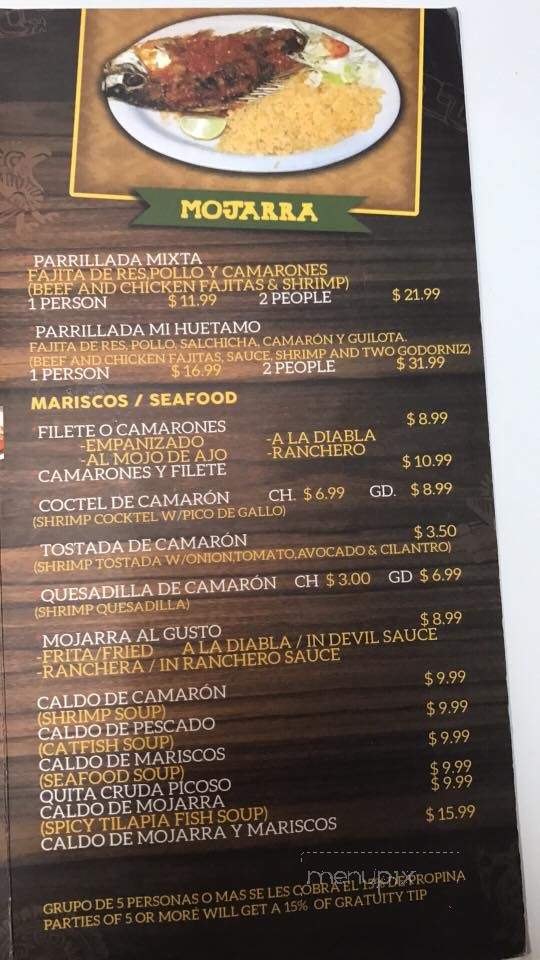 MOJARRA
PARRILLADA MIXTA
FAJITA DE RES,POLLO Y CAMARONES
(BEEF AND CHICKEN FAJITAS & SHRIMP)
1 PERSON $11.99 2 PEOPLE $21.99
PARRILLADA MI HUETAMO
FAJITA DE RES, POLLO, SALCHICHA, CAMARÓN Y GUILOTA.
(BEEF AND CHICKEN FAJITAS, SAUCE, SHRIMP AND TWO GODORNIZ)
1 PERSON $16.99 2 PEOPLE $31.99
MARISCOS / SEAFOOD
FILETE O CAMARONES $8.99
-EMPANIZADO -A LA DIABLA
-AL MOJO DE AJO -RANCHERO
CAMARONES Y FILETE $10.99
COCTEL DE CAMARÓN CH. $6.99 GD. $8.99
(SHRIMP COCKTEL W/PICO DE GALLO)
TOSTADA DE CAMARÓN $3.50
(SHRIMP TOSTADA W/ONION,TOMATO,AVOCADO & CILANTRO)
QUESADILLA DE CAMARÓN CH $3.00 GD $6.99
(SHRIMP QUESADILLA)
MOJARRA AL GUSTO $8.99
-FRITA/FRIED A LA DIABLA / IN DEVIL SAUCE
-RANCHERA / IN RANCHERO SAUCE
CALDO DE CAMARÓN $9.99
(SHRIMP SOUP)
CALDO DE PESCADO $9.99
(CATFISH SOUP)
CALDO DE MARISCOS $9.99
(SEAFOOD SOUP)
QUITA CRUDA PICOSO $9.99
CALDO DE MOJARRA $9.99
(SPICY TILAPIA FISH SOUP)
CALDO DE MOJARRA Y MARISCOS $15.99
menupix
GRUPO DE 5 PERSONAS O MAS SE LES COBRA EL 15% DE PROPINA
PARTIES OF 5 OR MORE WILL GET A 15% OF GRATUITY TIP